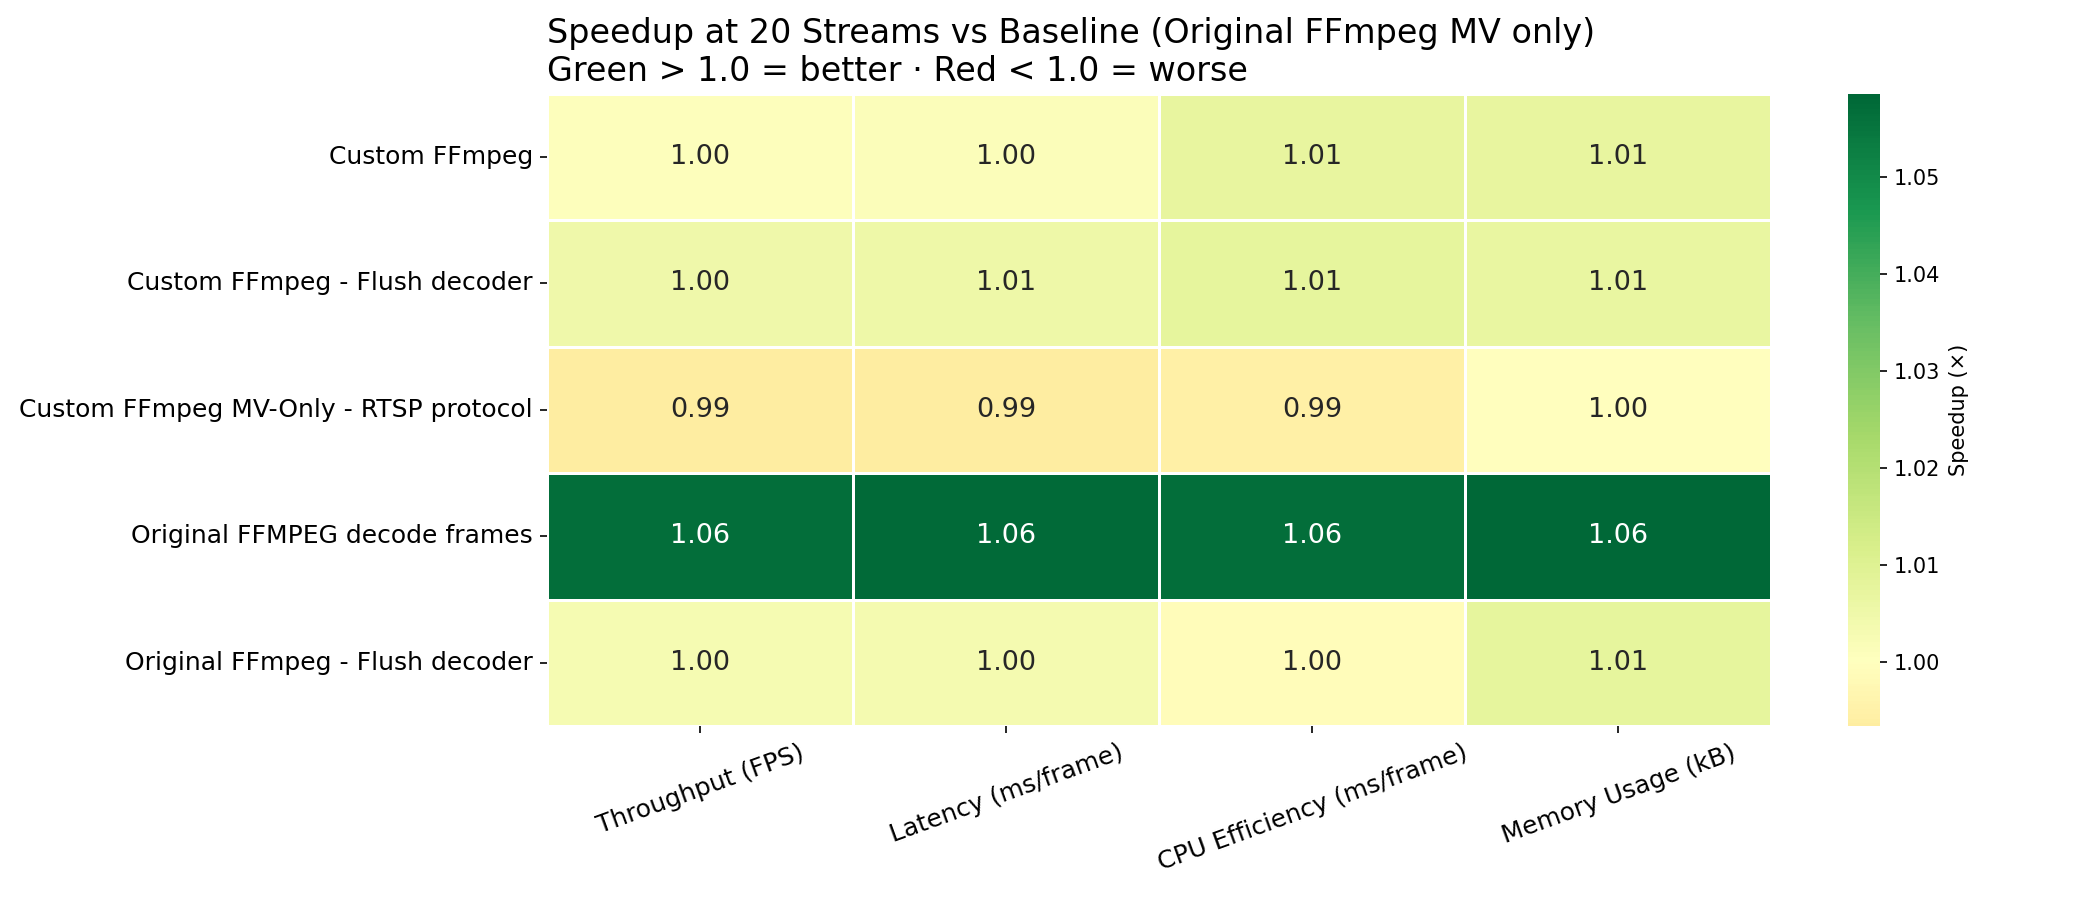 Speedup at 20 Streams vs Baseline (Original FFmpeg MV only)
Green > 1.0 = better · Red < 1.0 = worse
Custom FFmpeg 1.00 1.00 1.01 1.01
Custom FFmpeg - Flush decoder 1.00 1.01 1.01 1.01
Custom FFmpeg MV-Only - RTSP protocol 0.99 0.99 0.99 1.00
Original FFMPEG decode frames 1.06 1.06 1.06 1.06
Original FFmpeg - Flush decoder 1.00 1.00 1.00 1.01
Throughput (FPS)
Latency (ms/frame)
CPU Efficiency (ms/frame)
Memory Usage (kB)
1.05
1.04
1.03
1.02
1.01
1.00
Speedup (×)